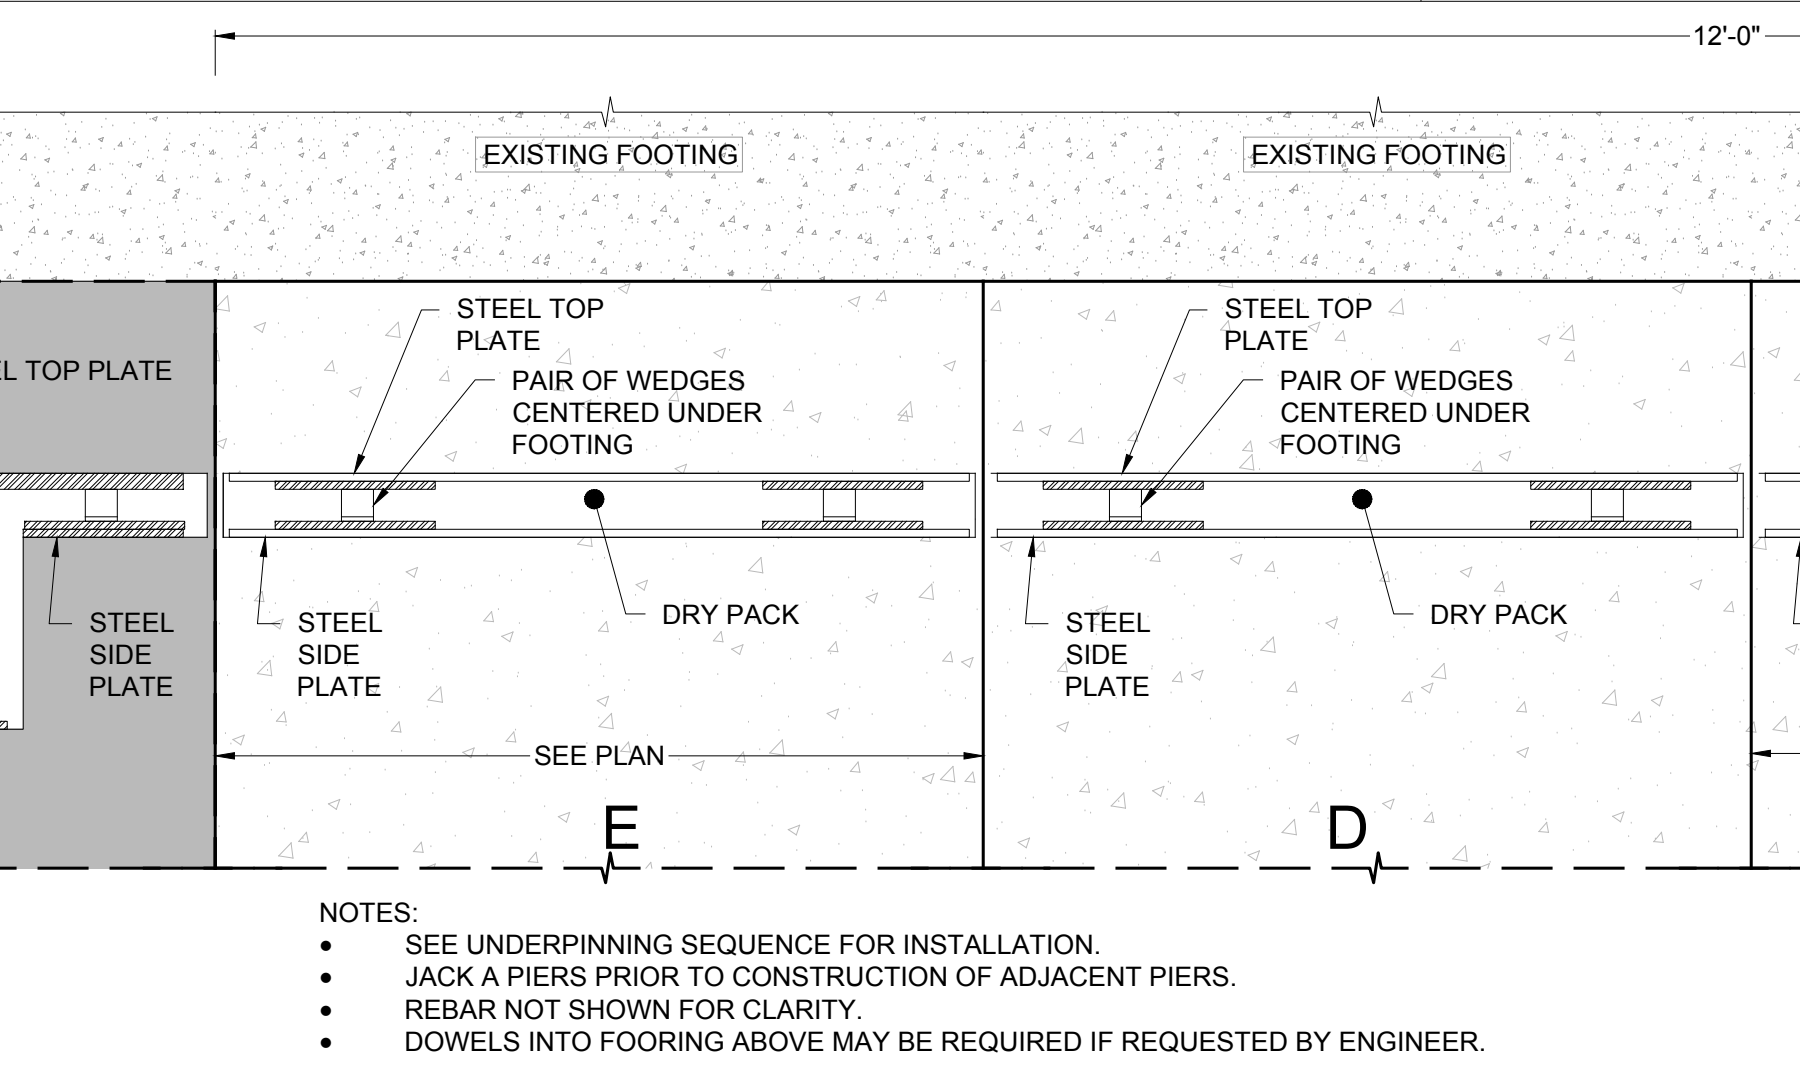 12'-0"
EXISTING FOOTING
EXISTING FOOTING
L TOP PLATE
STEEL TOP
PLATE
PAIR OF WEDGES
CENTERED UNDER
FOOTING
STEEL TOP
PLATE
PAIR OF WEDGES
CENTERED UNDER
FOOTING
STEEL
SIDE
PLATE
STEEL
SIDE
PLATE
DRY PACK
STEEL
SIDE
PLATE
DRY PACK
SEE PLAN
E
D
NOTES:
• SEE UNDERPINNING SEQUENCE FOR INSTALLATION.
• JACK A PIERS PRIOR TO CONSTRUCTION OF ADJACENT PIERS.
• REBAR NOT SHOWN FOR CLARITY.
• DOWELS INTO FOORING ABOVE MAY BE REQUIRED IF REQUESTED BY ENGINEER.